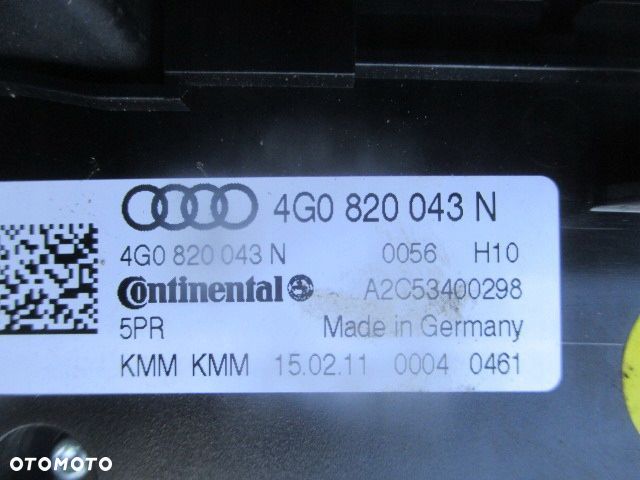 4G0 820 043 N
4G0 820 043 N 0056 H10
Continental A2C53400298
5PR Made in Germany
KMM KMM 15.02.11 0004 0461
OTOMOTO